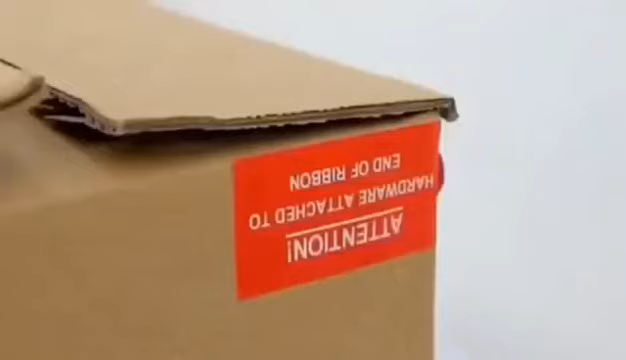 ATTENTION!
HARDWARE ATTACHED TO
END OF RIBBON